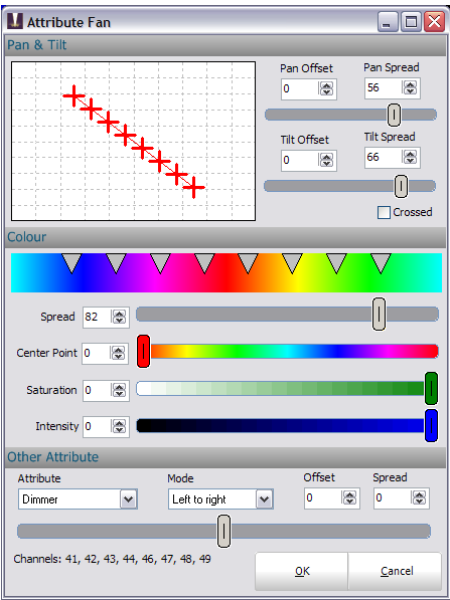 Attribute Fan
Pan & Tilt
Pan Offset Pan Spread
0 56
Tilt Offset Tilt Spread
0 66
Crossed
Colour
Spread 82
Center Point 0
Saturation 0
Intensity 0
Other Attribute
Attribute Mode Offset Spread
Dimmer Left to right 0 0
Channels: 41, 42, 43, 44, 46, 47, 48, 49
OK Cancel